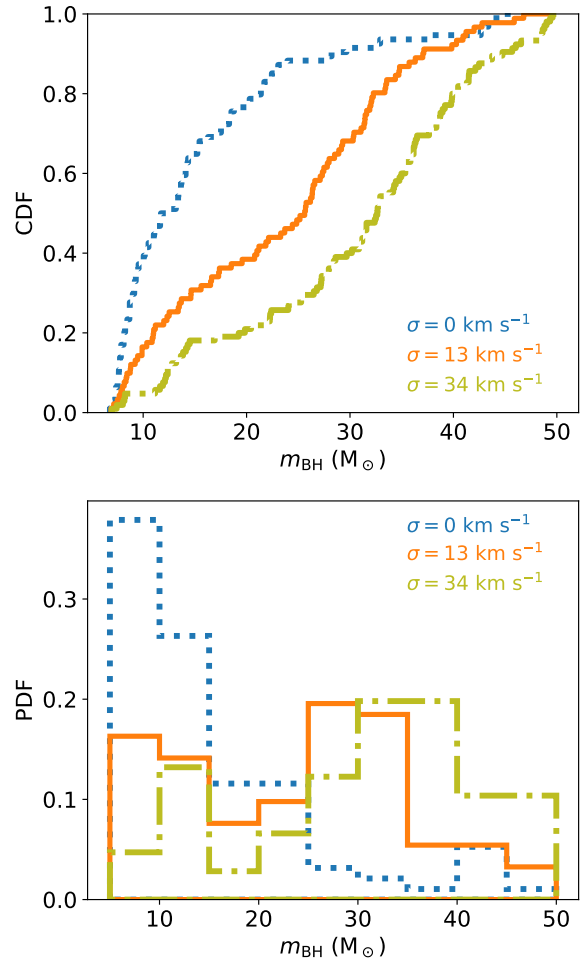 1.0
0.8
0.6
0.4
0.2
0.0
CDF
σ = 0 km s⁻¹
σ = 13 km s⁻¹
σ = 34 km s⁻¹
10 20 30 40 50
m_BH (M_⊙)
0.3
0.2
0.1
0.0
PDF
σ = 0 km s⁻¹
σ = 13 km s⁻¹
σ = 34 km s⁻¹
10 20 30 40 50
m_BH (M_⊙)